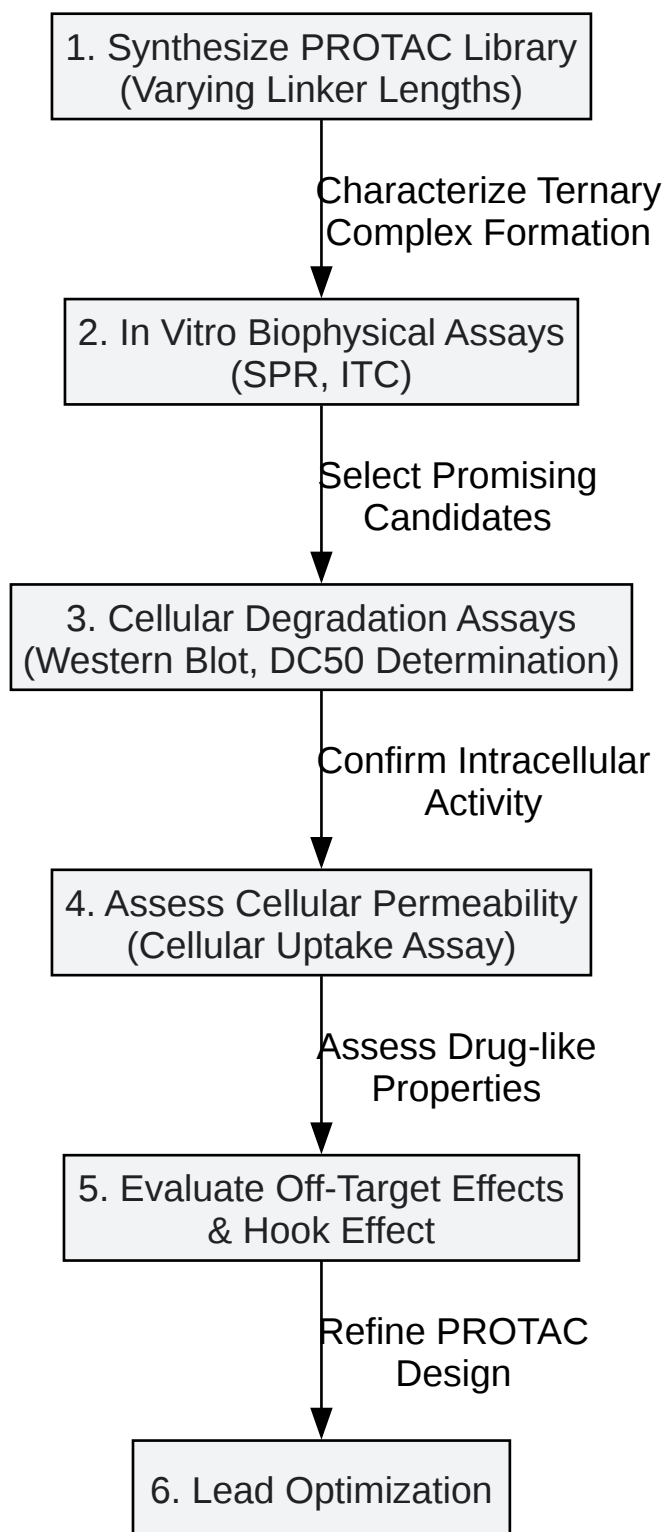 1. Synthesize PROTAC Library
(Varying Linker Lengths)
Characterize Ternary
Complex Formation
2. In Vitro Biophysical Assays
(SPR, ITC)
Select Promising
Candidates
3. Cellular Degradation Assays
(Western Blot, DC50 Determination)
Confirm Intracellular
Activity
4. Assess Cellular Permeability
(Cellular Uptake Assay)
Assess Drug-like
Properties
5. Evaluate Off-Target Effects
& Hook Effect
Refine PROTAC
Design
6. Lead Optimization